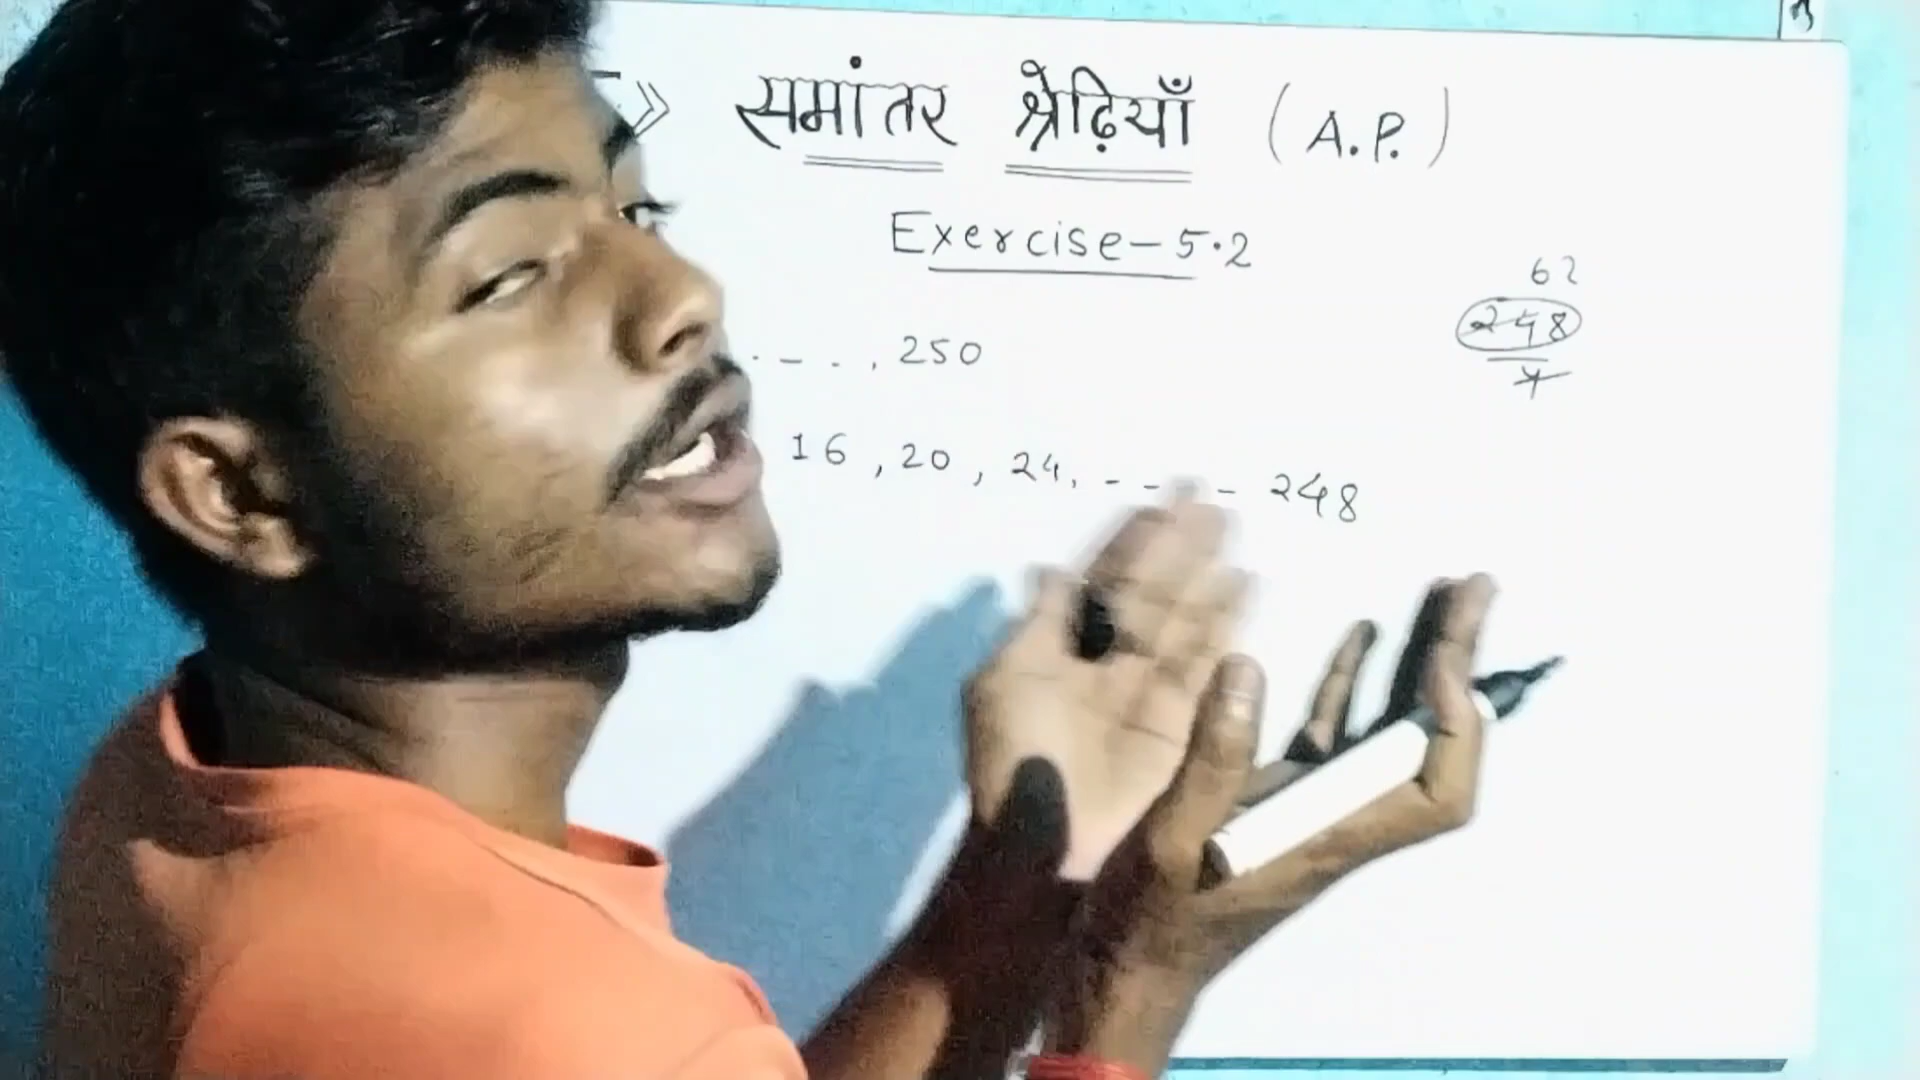 >> समांतर श्रेढ़ियाँ (A.P.)
Exercise-5.2
62
248
4
. - . . , 250
16 , 20 , 24, - - - - 248